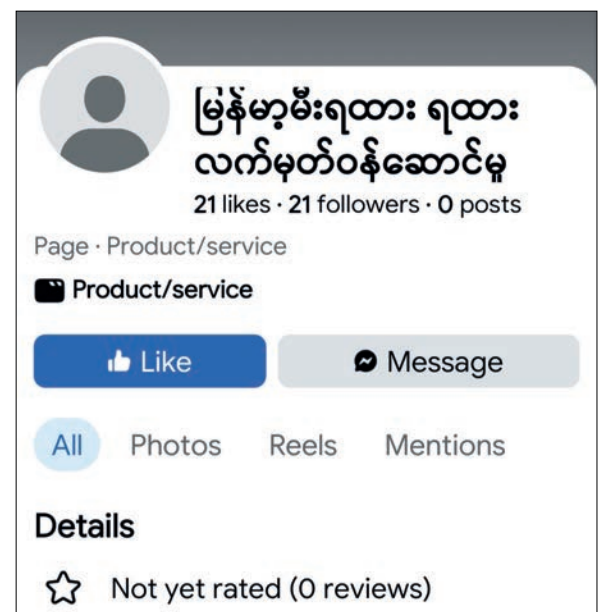 မြန်မာ့မီးရထား ရထား
လက်မှတ်ဝန်ဆောင်မှု
21 likes · 21 followers · 0 posts
Page · Product/service
Product/service
Like
Message
All Photos Reels Mentions
Details
Not yet rated (0 reviews)